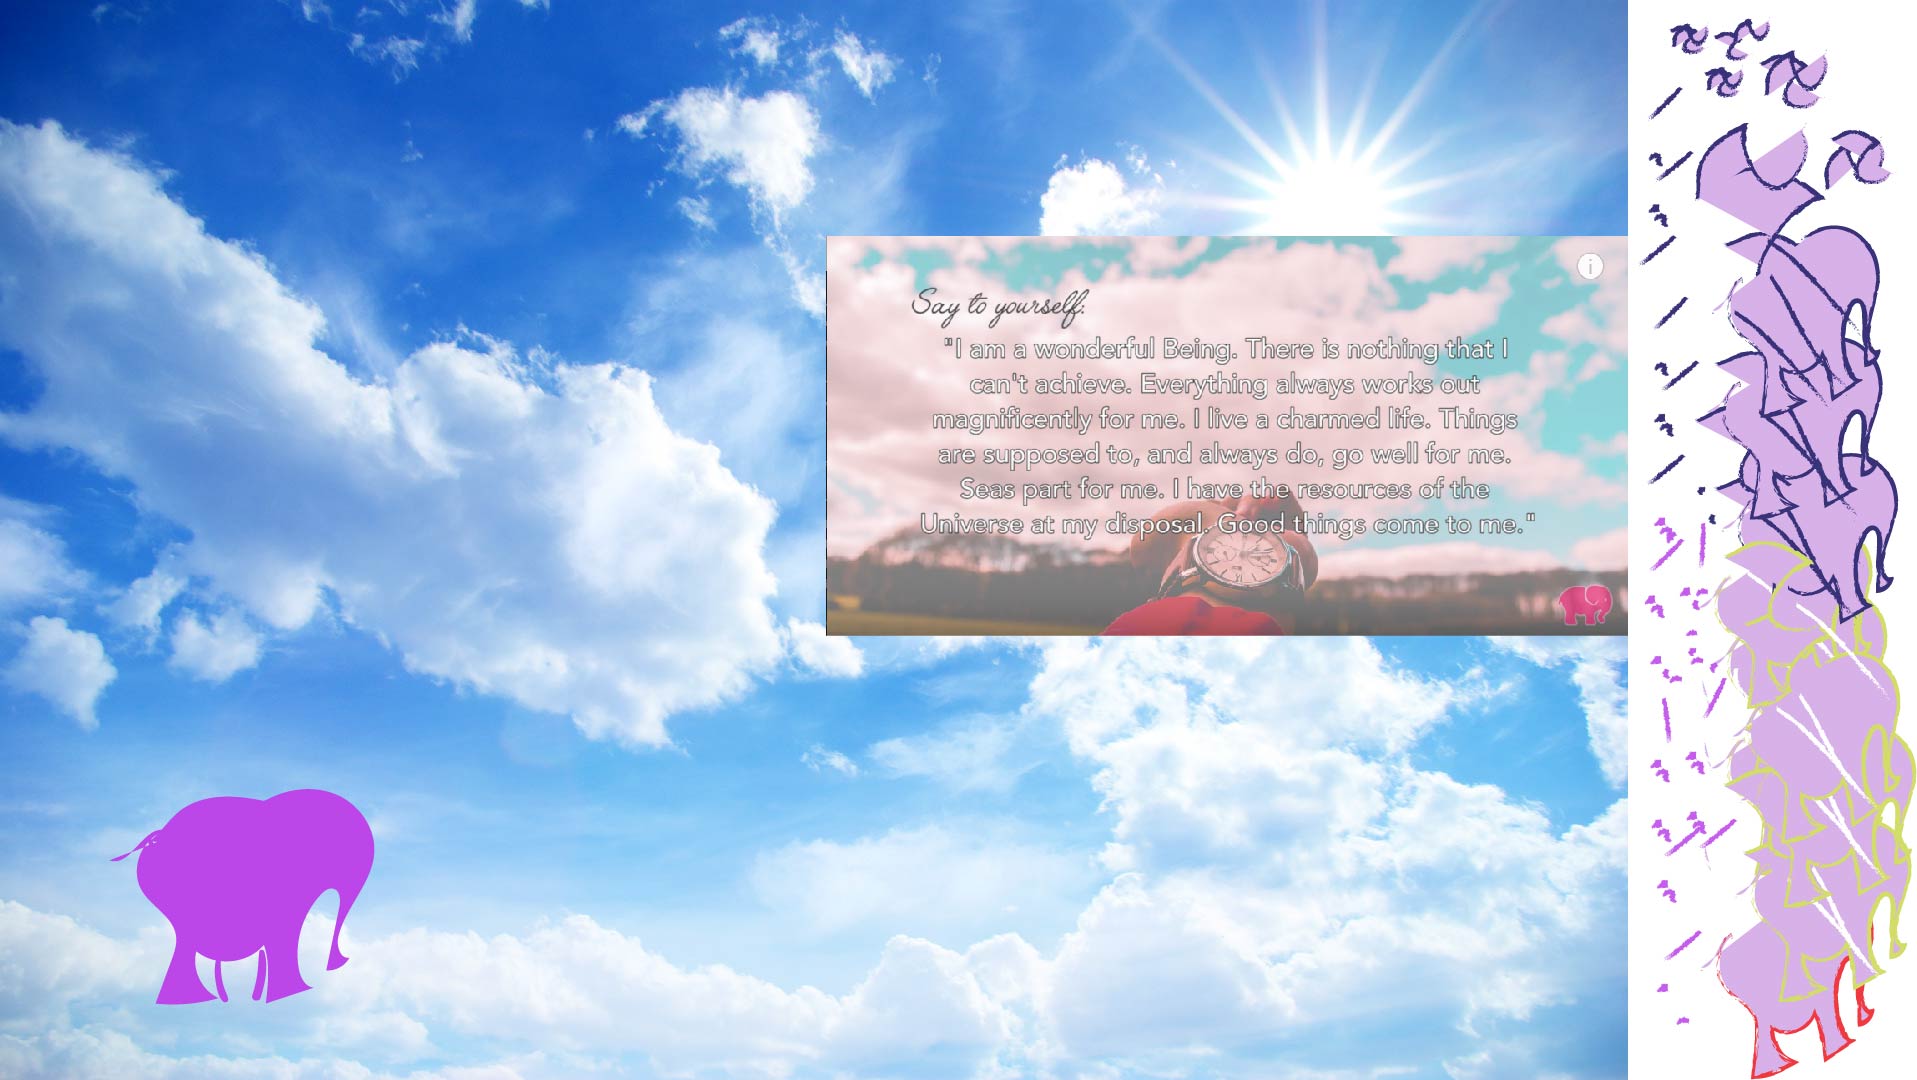 Say to yourself:
"I am a wonderful Being. There is nothing that I
can't achieve. Everything always works out
magnificently for me. I live a charmed life. Things
are supposed to, and always do, go well for me.
Seas part for me. I have the resources of the
Universe at my disposal. Good things come to me."
i